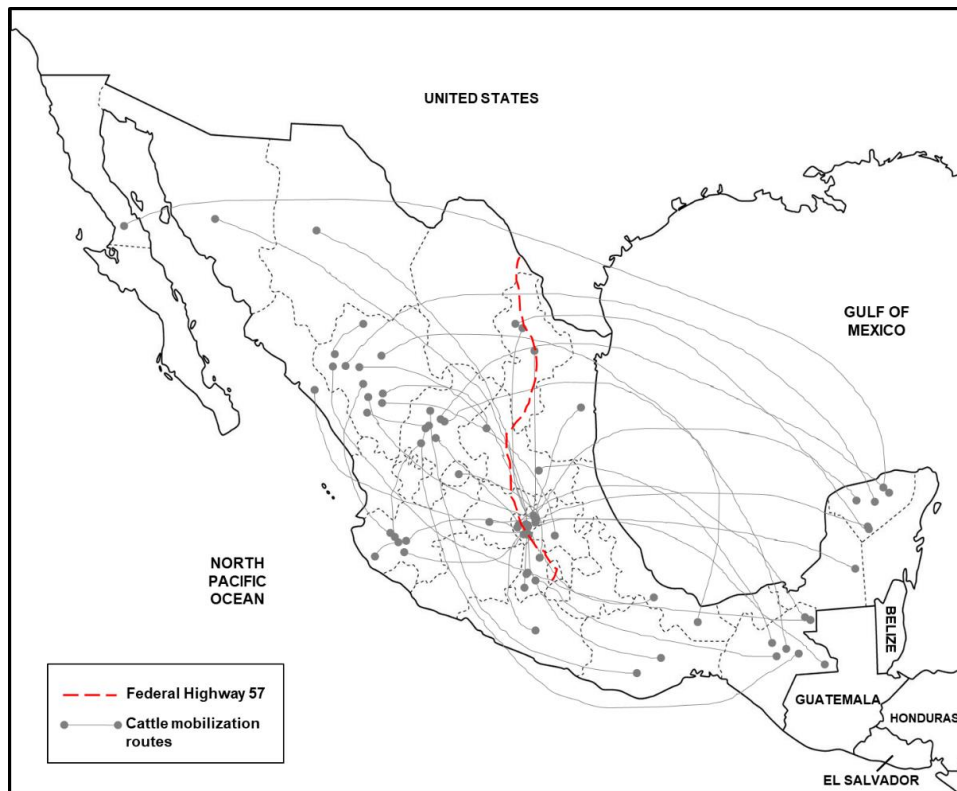 UNITED STATES
GULF OF
MEXICO
NORTH
PACIFIC
OCEAN
BELIZE
GUATEMALA
HONDURAS
EL SALVADOR
Federal Highway 57
Cattle mobilization
routes